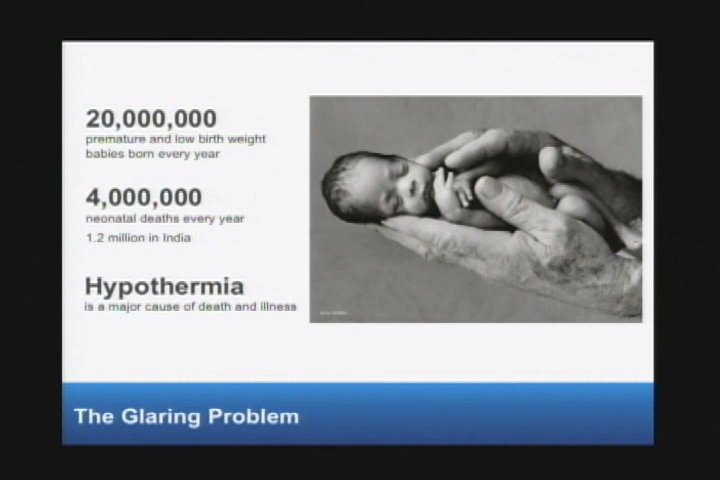 20,000,000
premature and low birth weight
babies born every year
4,000,000
neonatal deaths every year
1.2 million in India
Hypothermia
is a major cause of death and illness
The Glaring Problem